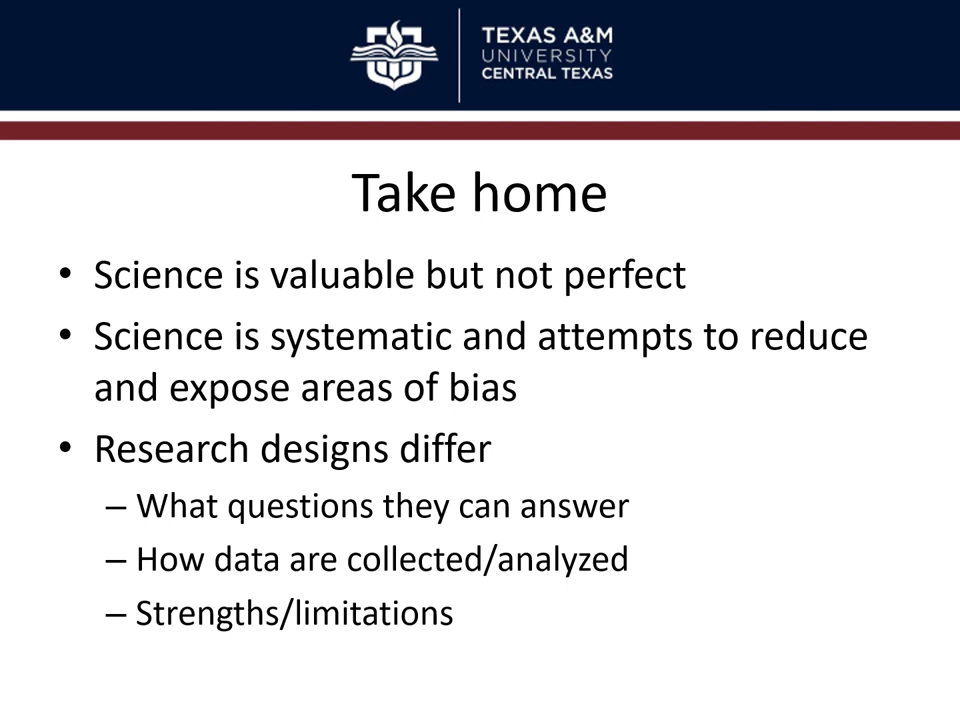 TEXAS A&M
UNIVERSITY
CENTRAL TEXAS
Take home
• Science is valuable but not perfect
• Science is systematic and attempts to reduce
and expose areas of bias
• Research designs differ
– What questions they can answer
– How data are collected/analyzed
– Strengths/limitations